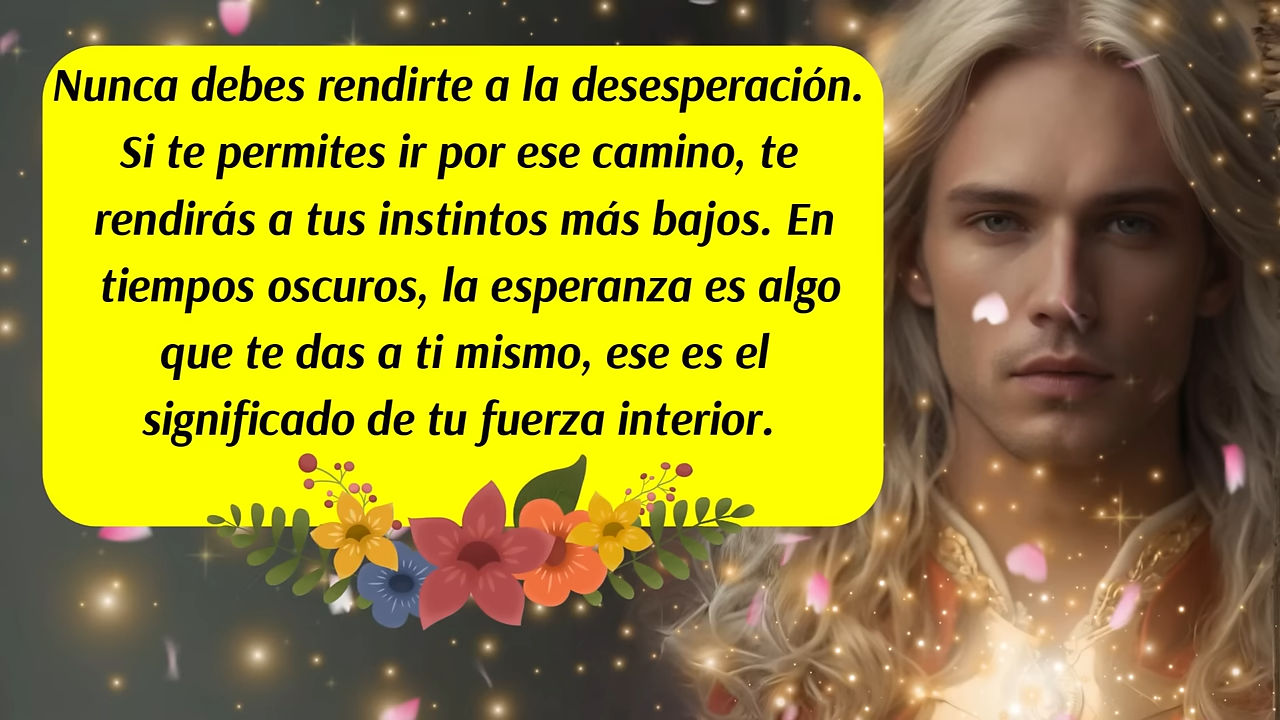 Nunca debes rendirte a la desesperación.
Si te permites ir por ese camino, te
rendirás a tus instintos más bajos. En
tiempos oscuros, la esperanza es algo
que te das a ti mismo, ese es el
significado de tu fuerza interior.